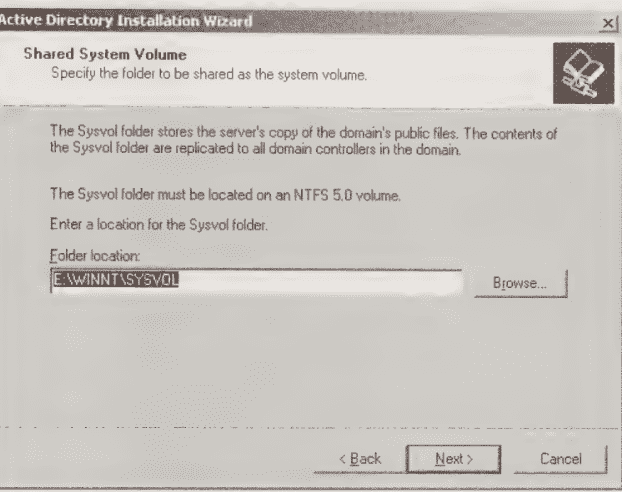 Active Directory Installation Wizard
Shared System Volume
Specify the folder to be shared as the system volume.
The Sysvol folder stores the server's copy of the domain's public files. The contents of
the Sysvol folder are replicated to all domain controllers in the domain.
The Sysvol folder must be located on an NTFS 5.0 volume.
Enter a location for the Sysvol folder.
Folder location:
E:\WINNT\SYSVOL
Browse...
< Back
Next >
Cancel